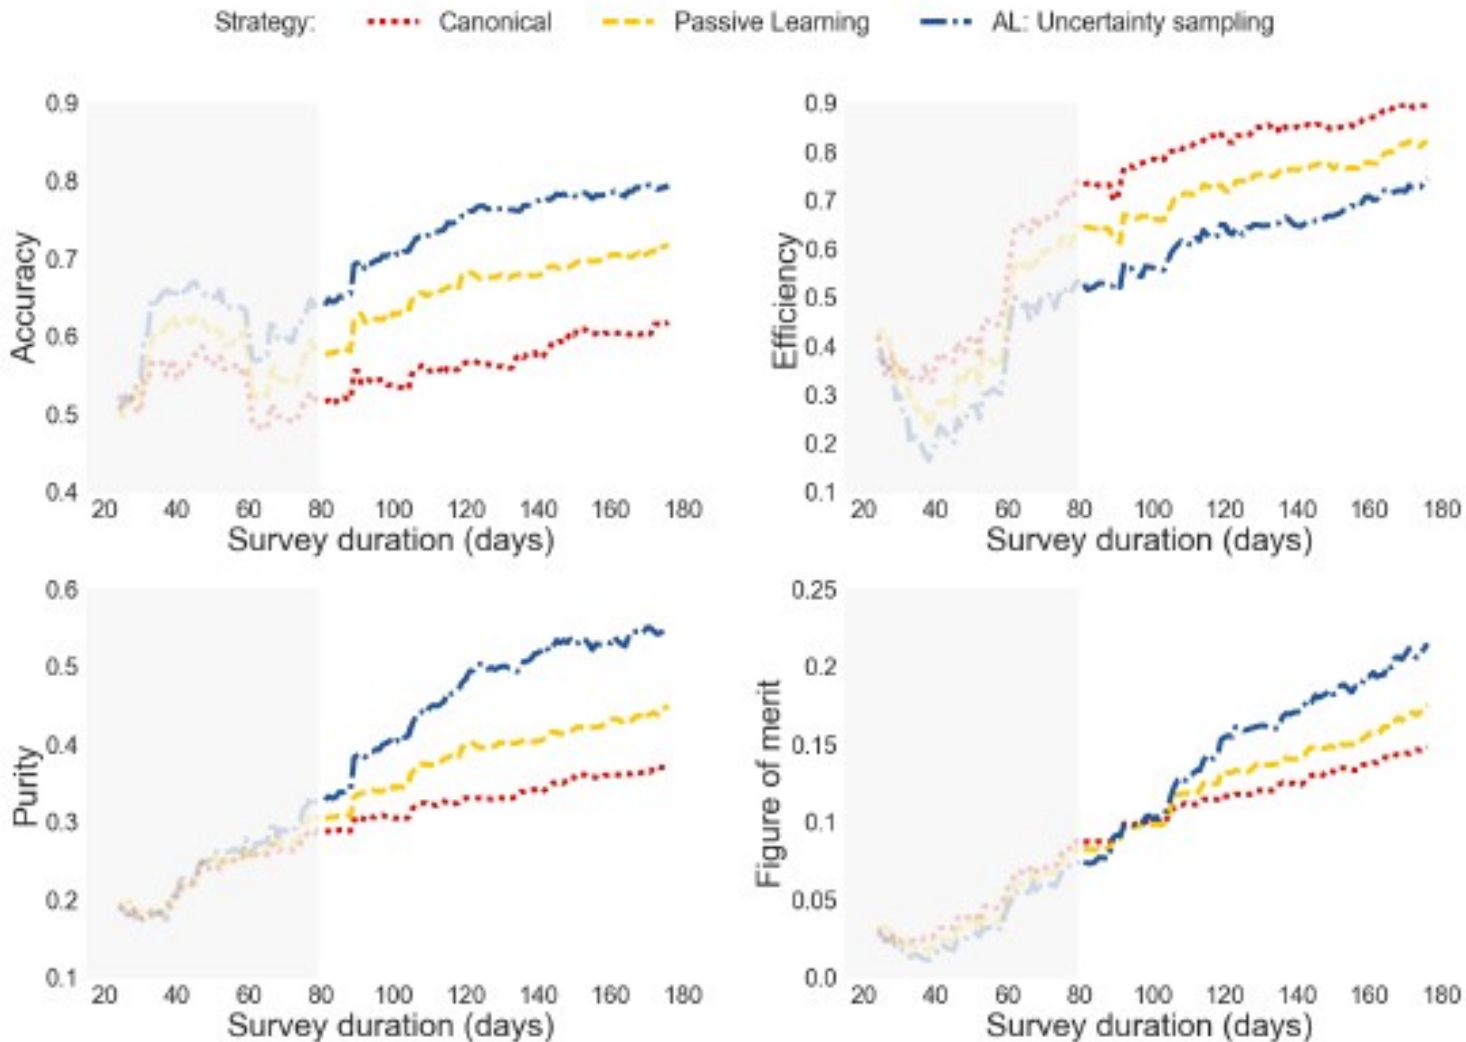 Strategy: Canonical Passive Learning AL: Uncertainty sampling
Accuracy
0.9
0.8
0.7
0.6
0.5
0.4
20 40 60 80 100 120 140 160 180
Survey duration (days)
Efficiency
0.9
0.8
0.7
0.6
0.5
0.4
0.3
0.2
0.1
20 40 60 80 100 120 140 160 180
Survey duration (days)
Purity
0.6
0.5
0.4
0.3
0.2
0.1
20 40 60 80 100 120 140 160 180
Survey duration (days)
Figure of merit
0.25
0.2
0.15
0.1
0.05
0.0
20 40 60 80 100 120 140 160 180
Survey duration (days)